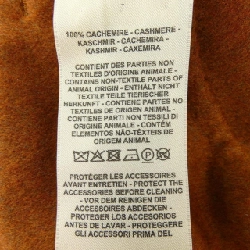 100% CACHEMIRE - CASHMERE -
KASCHMIR - CACHEMIRA -
KASHMIR - CAXEMIRA
CONTIENT DES PARTIES NON
TEXTILES D'ORIGINE ANIMALE -
CONTAINS NON-TEXTILE PARTS OF
ANIMAL ORIGIN - ENTHÄLT NICHT
TEXTILE TEILE TIERISCHER
HERKUNFT - CONTIENE PARTES NO
TEXTILES DE ORIGEN ANIMAL -
CONTIENE PARTI NON TESSILI DI
ORIGINE ANIMALE - CONTÉM
ELEMENTOS NÃO-TÊXTEIS DE
ORIGEM ANIMAL
PROTÉGER LES ACCESSOIRES
AVANT ENTRETIEN - PROTECT THE
ACCESSORIES BEFORE CLEANING
- VOR DEM REINIGEN DIE
ACCESSOIRES ABDECKEN -
PROTEGER LOS ACCESORIOS
ANTES DE LAVAR - PROTEGGERE
GLI ACCESSORI PRIMA DEL